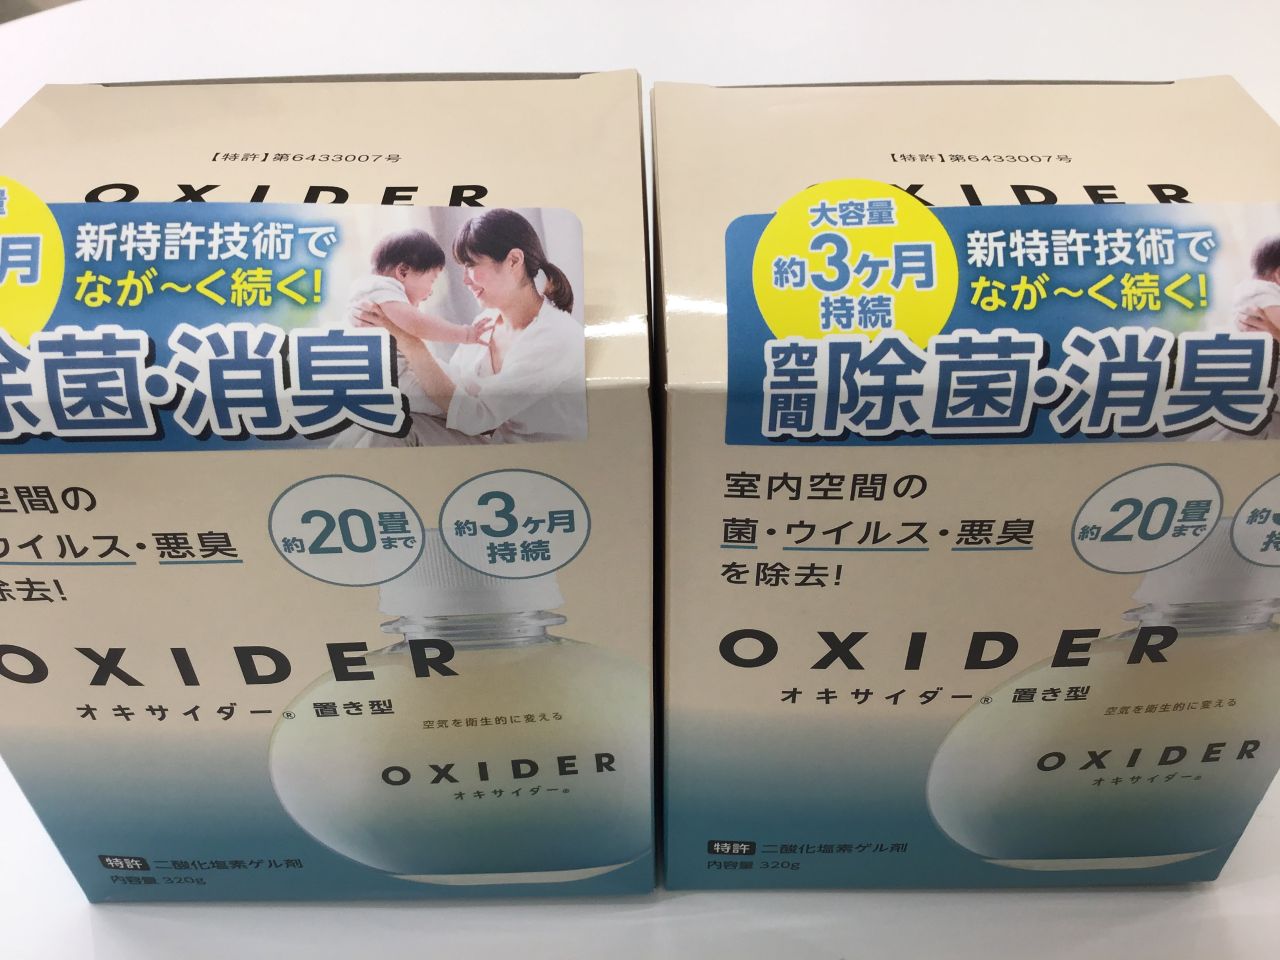 【特許】第6433007号
OXIDER
量
月
新特許技術で
なが〜く続く!
除菌・消臭
空間の
ウイルス・悪臭
除去!
約20畳まで
約3ケ月
持続
OXIDER
オキサイダー® 置き型
空気を衛生的に変える
OXIDER
オキサイダー®
特許 二酸化塩素ゲル剤
内容量 320g
【特許】第6433007号
OXIDER
大容量
約3ケ月
持続
新特許技術で
なが〜く続く!
空間除菌・消臭
室内空間の
菌・ウイルス・悪臭
を除去!
約20畳まで
約
持
OXIDER
オキサイダー® 置き型
空気を衛生的に変える
OXIDER
オキサイダー®
特許 二酸化塩素ゲル剤
内容量 320g